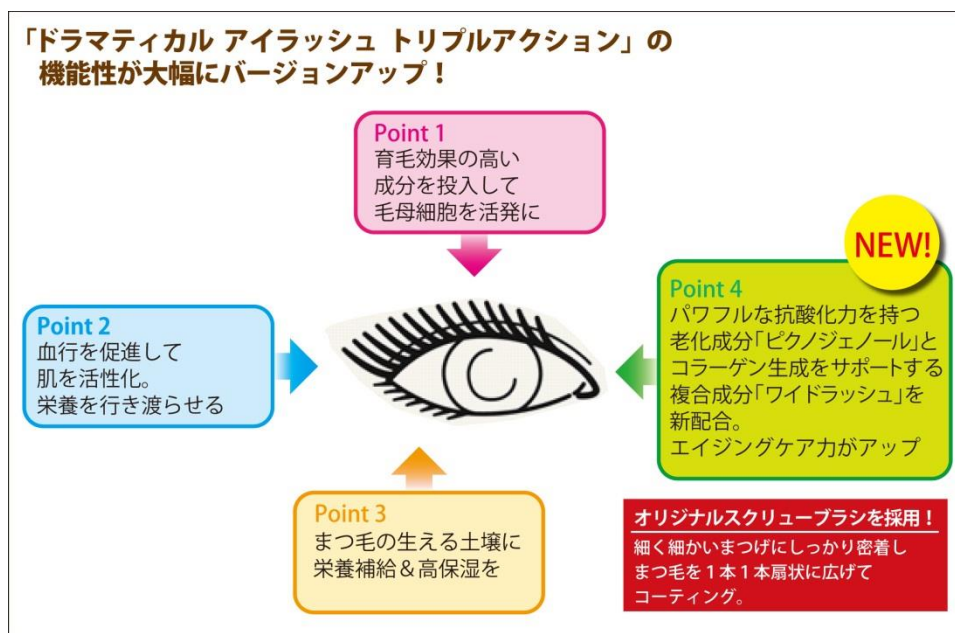 「ドラマティカル アイラッシュ トリプルアクション」の
機能性が大幅にバージョンアップ！
Point 1
育毛効果の高い
成分を投入して
毛母細胞を活発に
NEW!
Point 2
血行を促進して
肌を活性化。
栄養を行き渡らせる
Point 4
パワフルな抗酸化力を持つ
老化成分「ピクノジェノール」と
コラーゲン生成をサポートする
複合成分「ワイドラッシュ」を
新配合。
エイジングケア力がアップ
Point 3
まつ毛の生える土壌に
栄養補給＆高保湿を
オリジナルスクリューブラシを採用！
細く細かいまつげにしっかり密着し
まつ毛を１本１本扇状に広げて
コーティング。